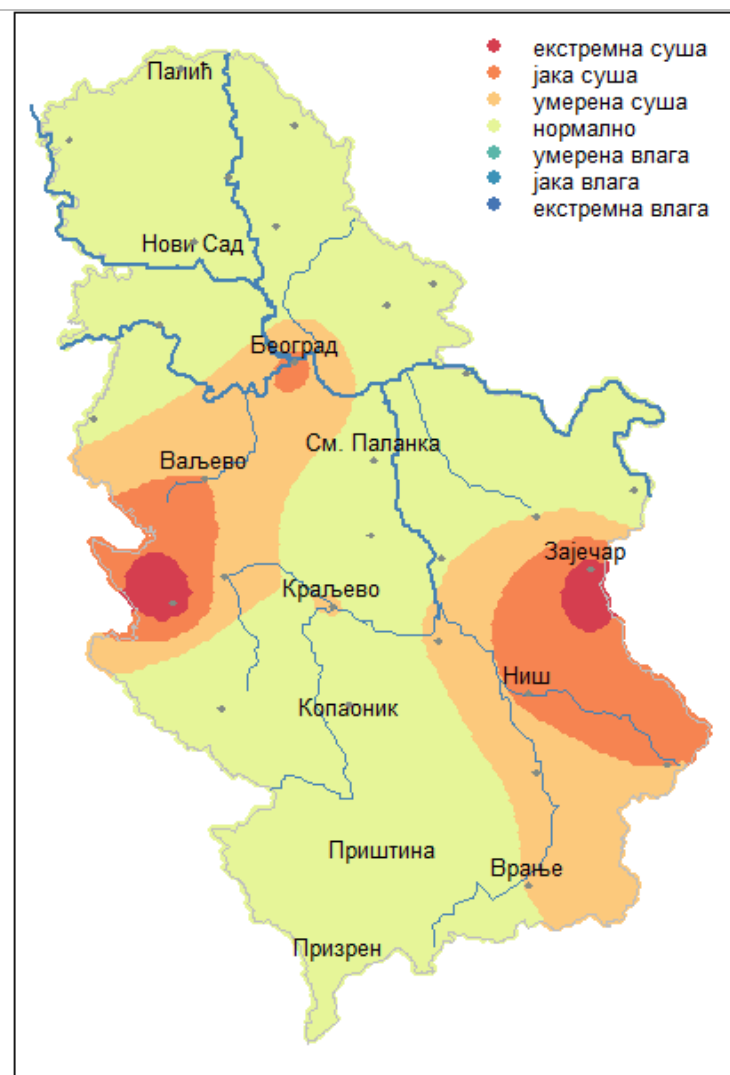 екстремна суша
јака суша
умерена суша
нормално
умерена влага
јака влага
екстремна влага
Палић
Нови Сад
Београд
См. Паланка
Ваљево
Зајечар
Краљево
Ниш
Копаоник
Приштина
Врање
Призрен